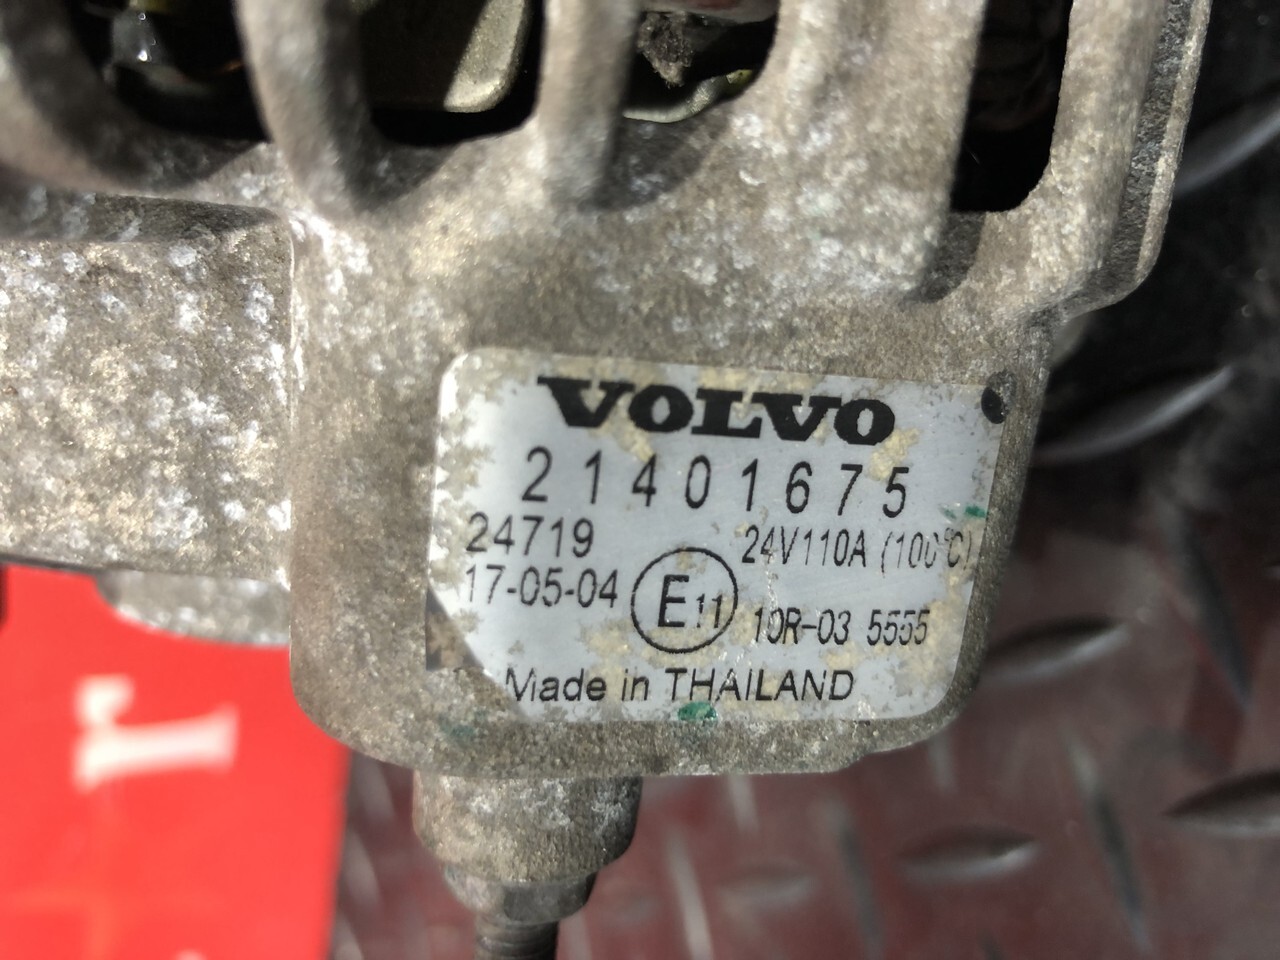 VOLVO
21401675
24719
24V110A (100°C)
17-05-04
E11
10R-03 5555
Made in THAILAND
r